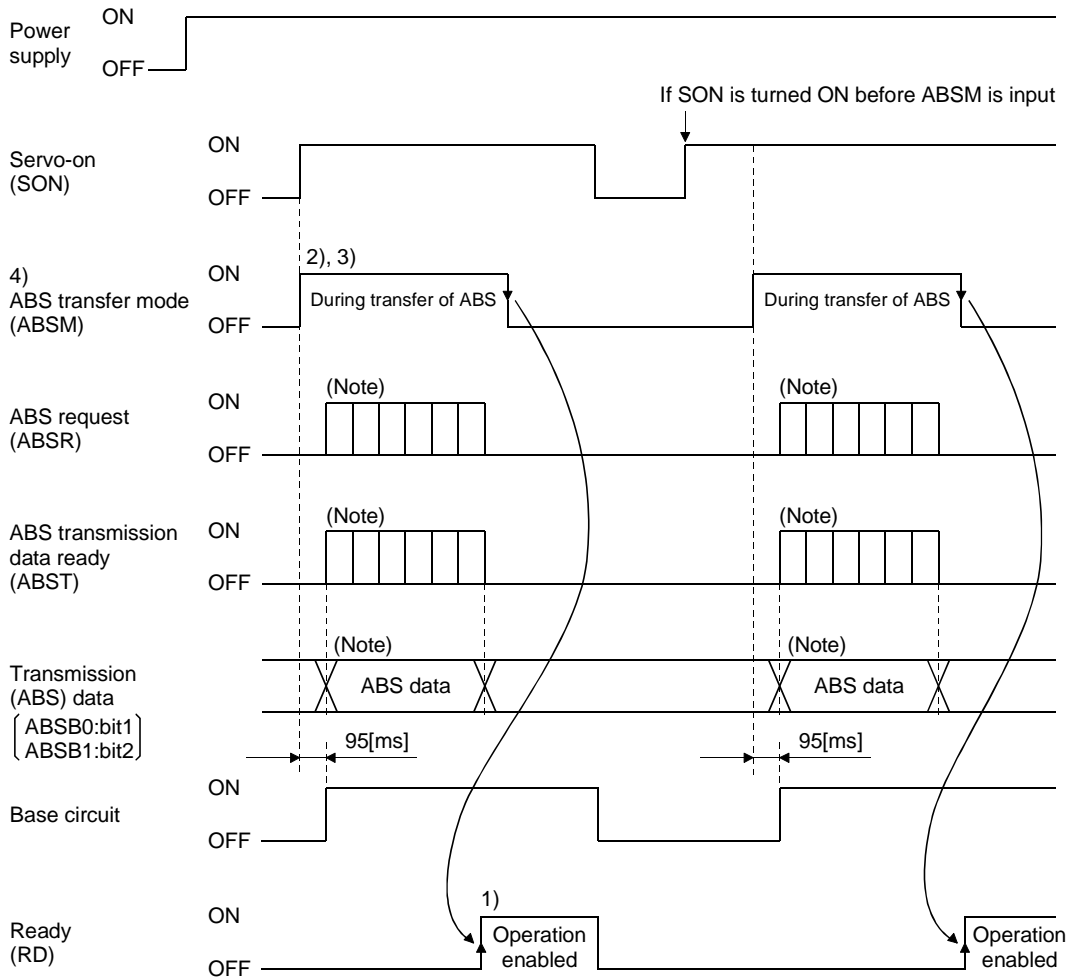 Power supply
ON
OFF
If SON is turned ON before ABSM is input
Servo-on
(SON)
ON
OFF
4)
ABS transfer mode
(ABSM)
ON
OFF
2), 3)
During transfer of ABS
During transfer of ABS
ABS request
(ABSR)
ON
OFF
(Note)
(Note)
ABS transmission
data ready
(ABST)
ON
OFF
(Note)
(Note)
Transmission
(ABS) data
ABSB0:bit1
ABSB1:bit2
(Note)
ABS data
(Note)
ABS data
95[ms]
95[ms]
Base circuit
ON
OFF
Ready
(RD)
ON
OFF
1)
Operation
enabled
Operation
enabled